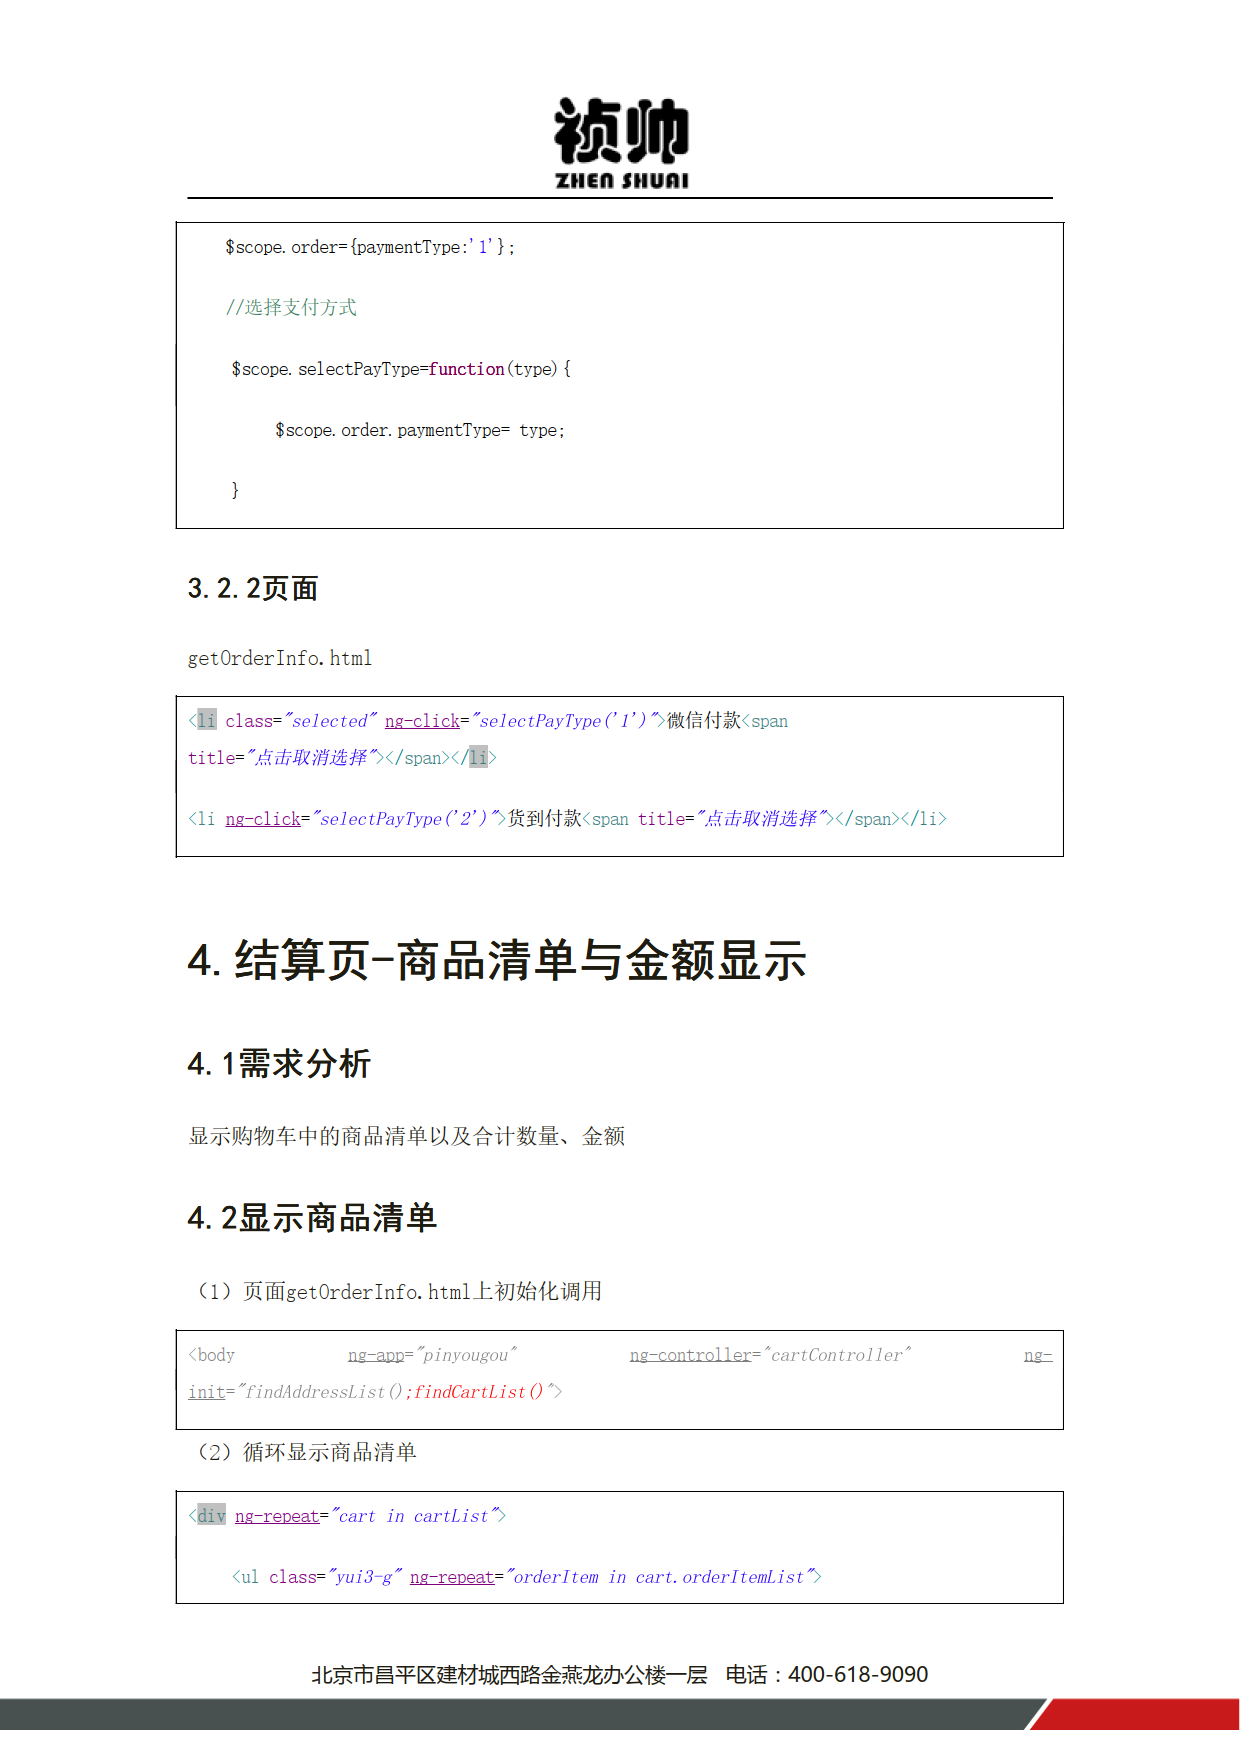 祯帅
ZHEN SHUAI
$scope.order={paymentType:'1'};
//选择支付方式
$scope.selectPayType=function(type){
$scope.order.paymentType= type;
}
3.2.2页面
getOrderInfo.html
<li class="selected" ng-click="selectPayType('1')">微信付款<span
title="点击取消选择"></span></li>
<li ng-click="selectPayType('2')">货到付款<span title="点击取消选择"></span></li>
4.结算页-商品清单与金额显示
4.1需求分析
显示购物车中的商品清单以及合计数量、金额
4.2显示商品清单
（1）页面getOrderInfo.html上初始化调用
<body ng-app="pinyougou" ng-controller="cartController" ng-
init="findAddressList();findCartList()">
（2）循环显示商品清单
<div ng-repeat="cart in cartList">
<ul class="yui3-g" ng-repeat="orderItem in cart.orderItemList">
北京市昌平区建材城西路金燕龙办公楼一层 电话：400-618-9090